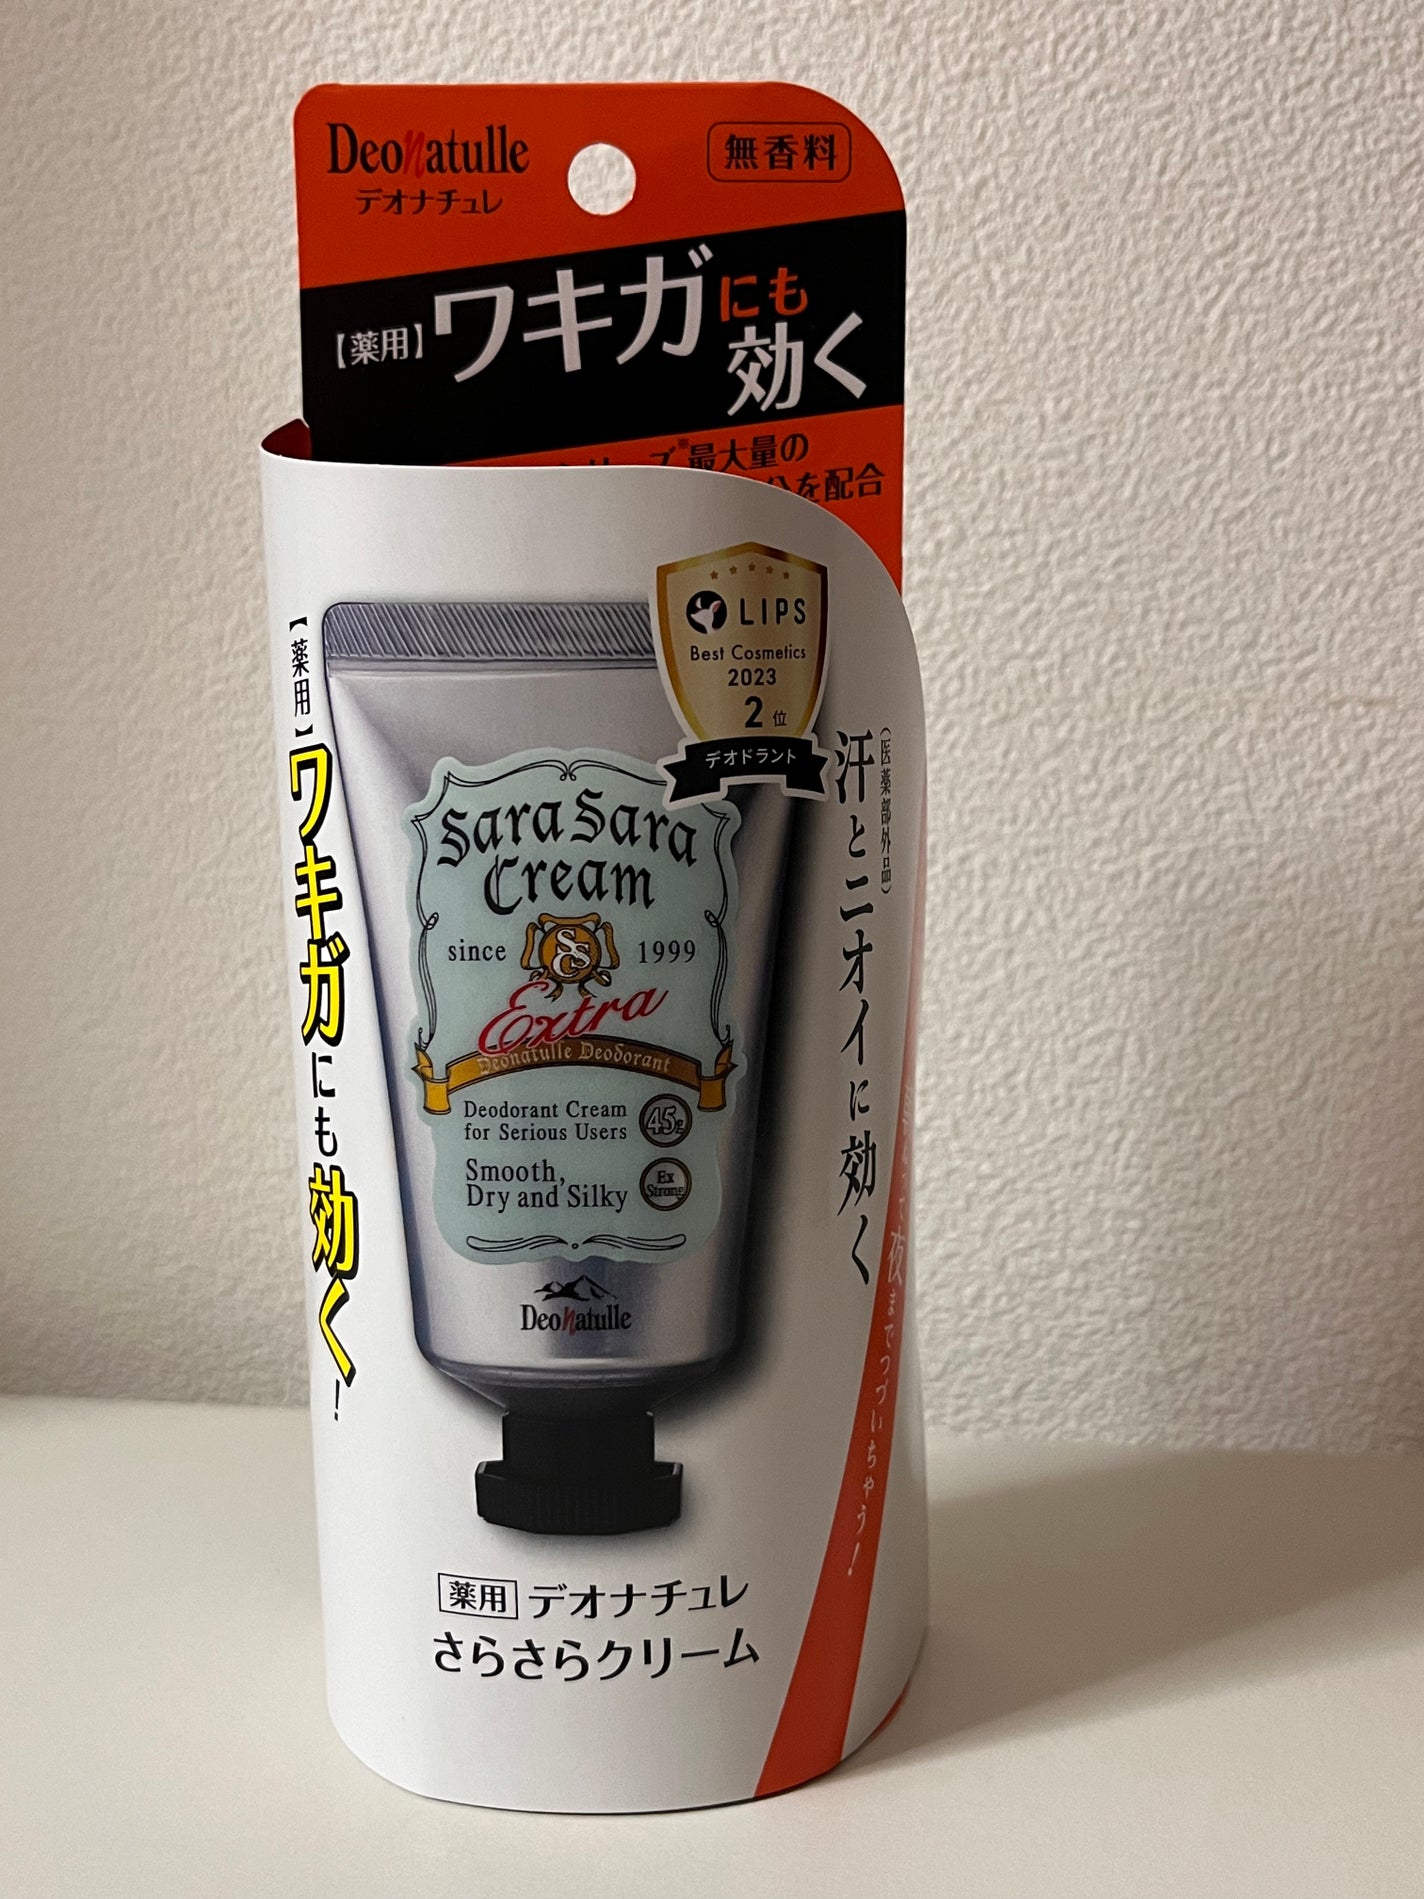 Deonatulle
デオナチュレ
無香料
【薬用】ワキガにも
効く
最大量の
を配合
LIPS
Best Cosmetics
2023
2位
デオドラント
【薬用】ワキガにも効く!
Sara Sara
Cream
since 1999
SSC
Extra
Deonatulle Deodorant
Deodorant Cream
for Serious Users
45g
Smooth,
Dry and Silky
Ex
Strong
Deonatulle
(医薬部外品)
汗とニオイに効く
夜までつづいちゃう!
薬用 デオナチュレ
さらさらクリーム